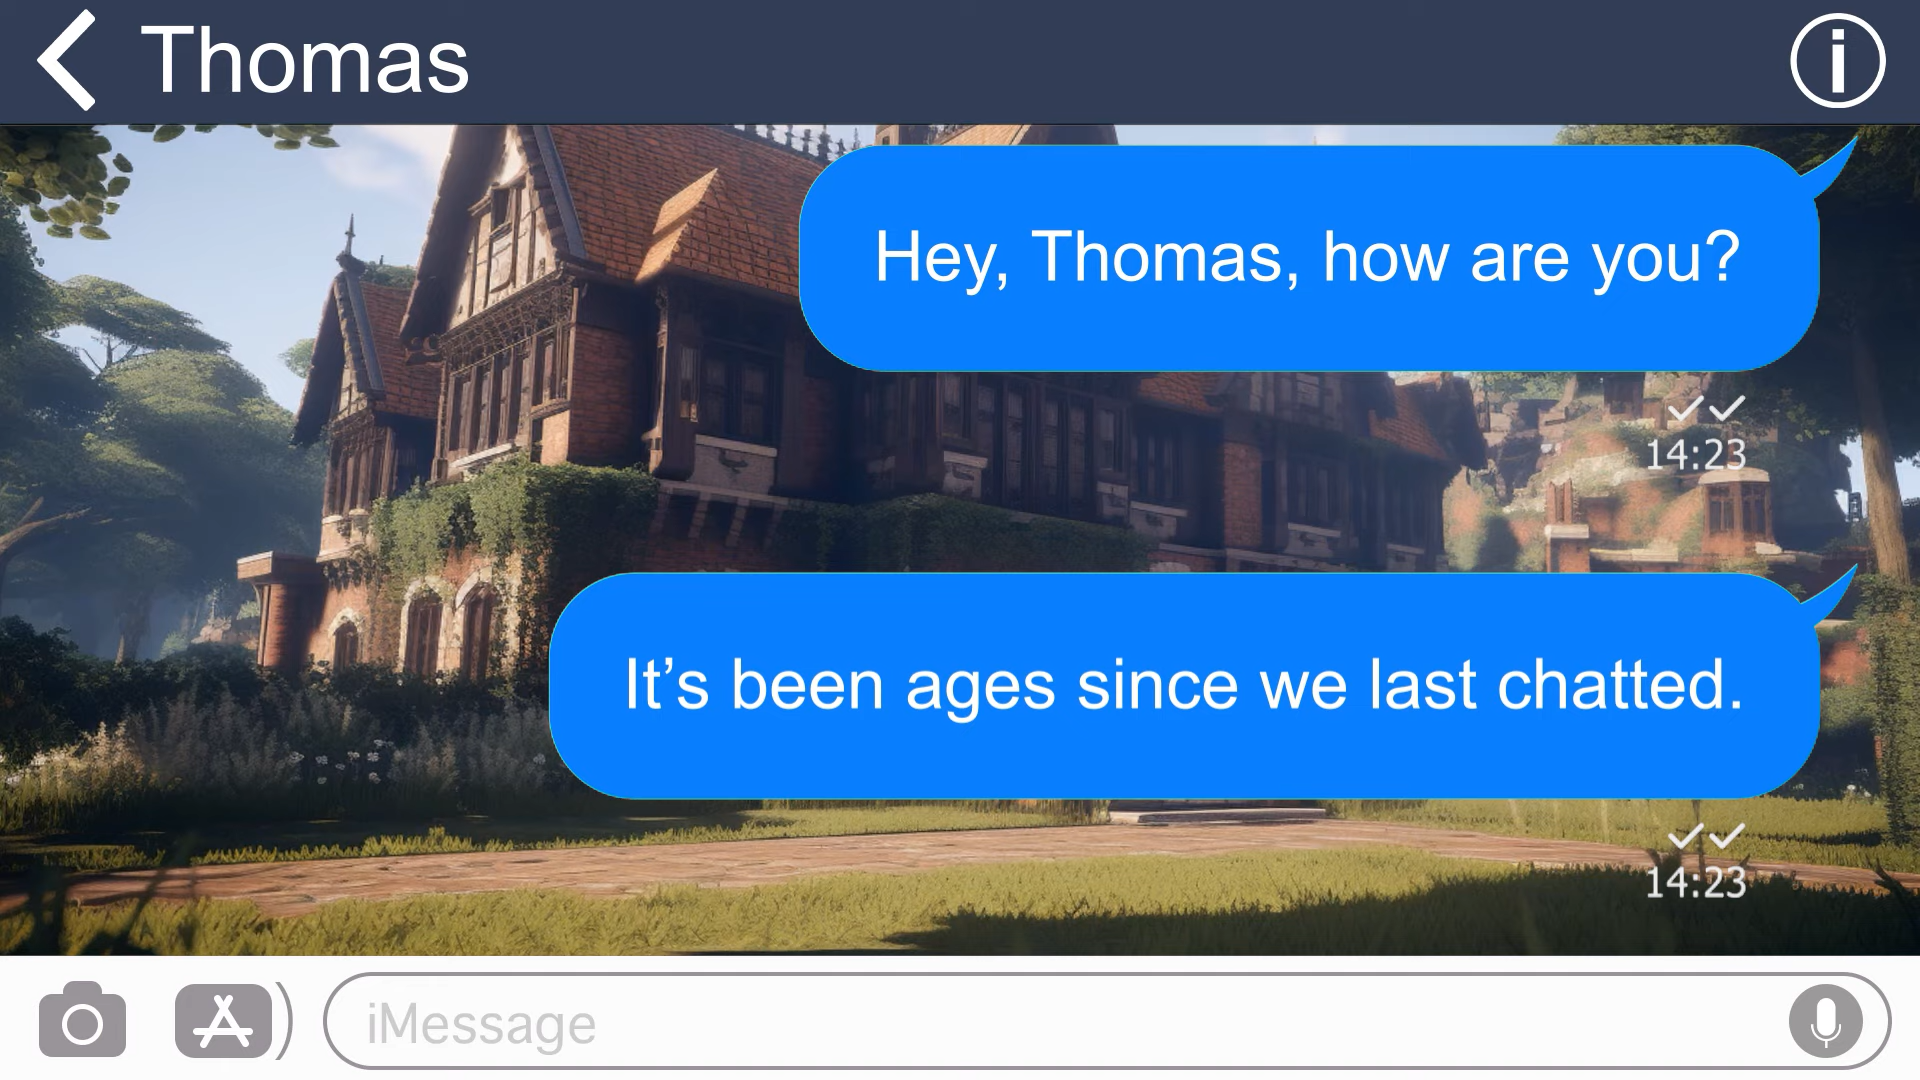 Thomas
Hey, Thomas, how are you?
14:23
It’s been ages since we last chatted.
14:23
iMessage